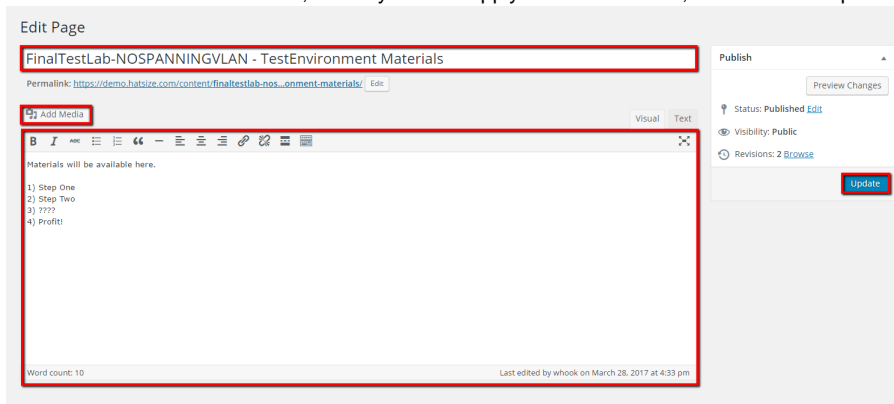 Edit Page
FinalTestLab-NOSPANNINGVLAN - TestEnvironment Materials
Permalink: https://demo.hatsize.com/content/finaltestlab-nos...onment-materials/ Edit
Add Media
Visual Text
B I ABC
Materials will be available here.
1) Step One
2) Step Two
3) ????
4) Profit!
Word count: 10
Last edited by whook on March 28, 2017 at 4:33 pm
Publish
Preview Changes
Status: Published Edit
Visibility: Public
Revisions: 2 Browse
Update